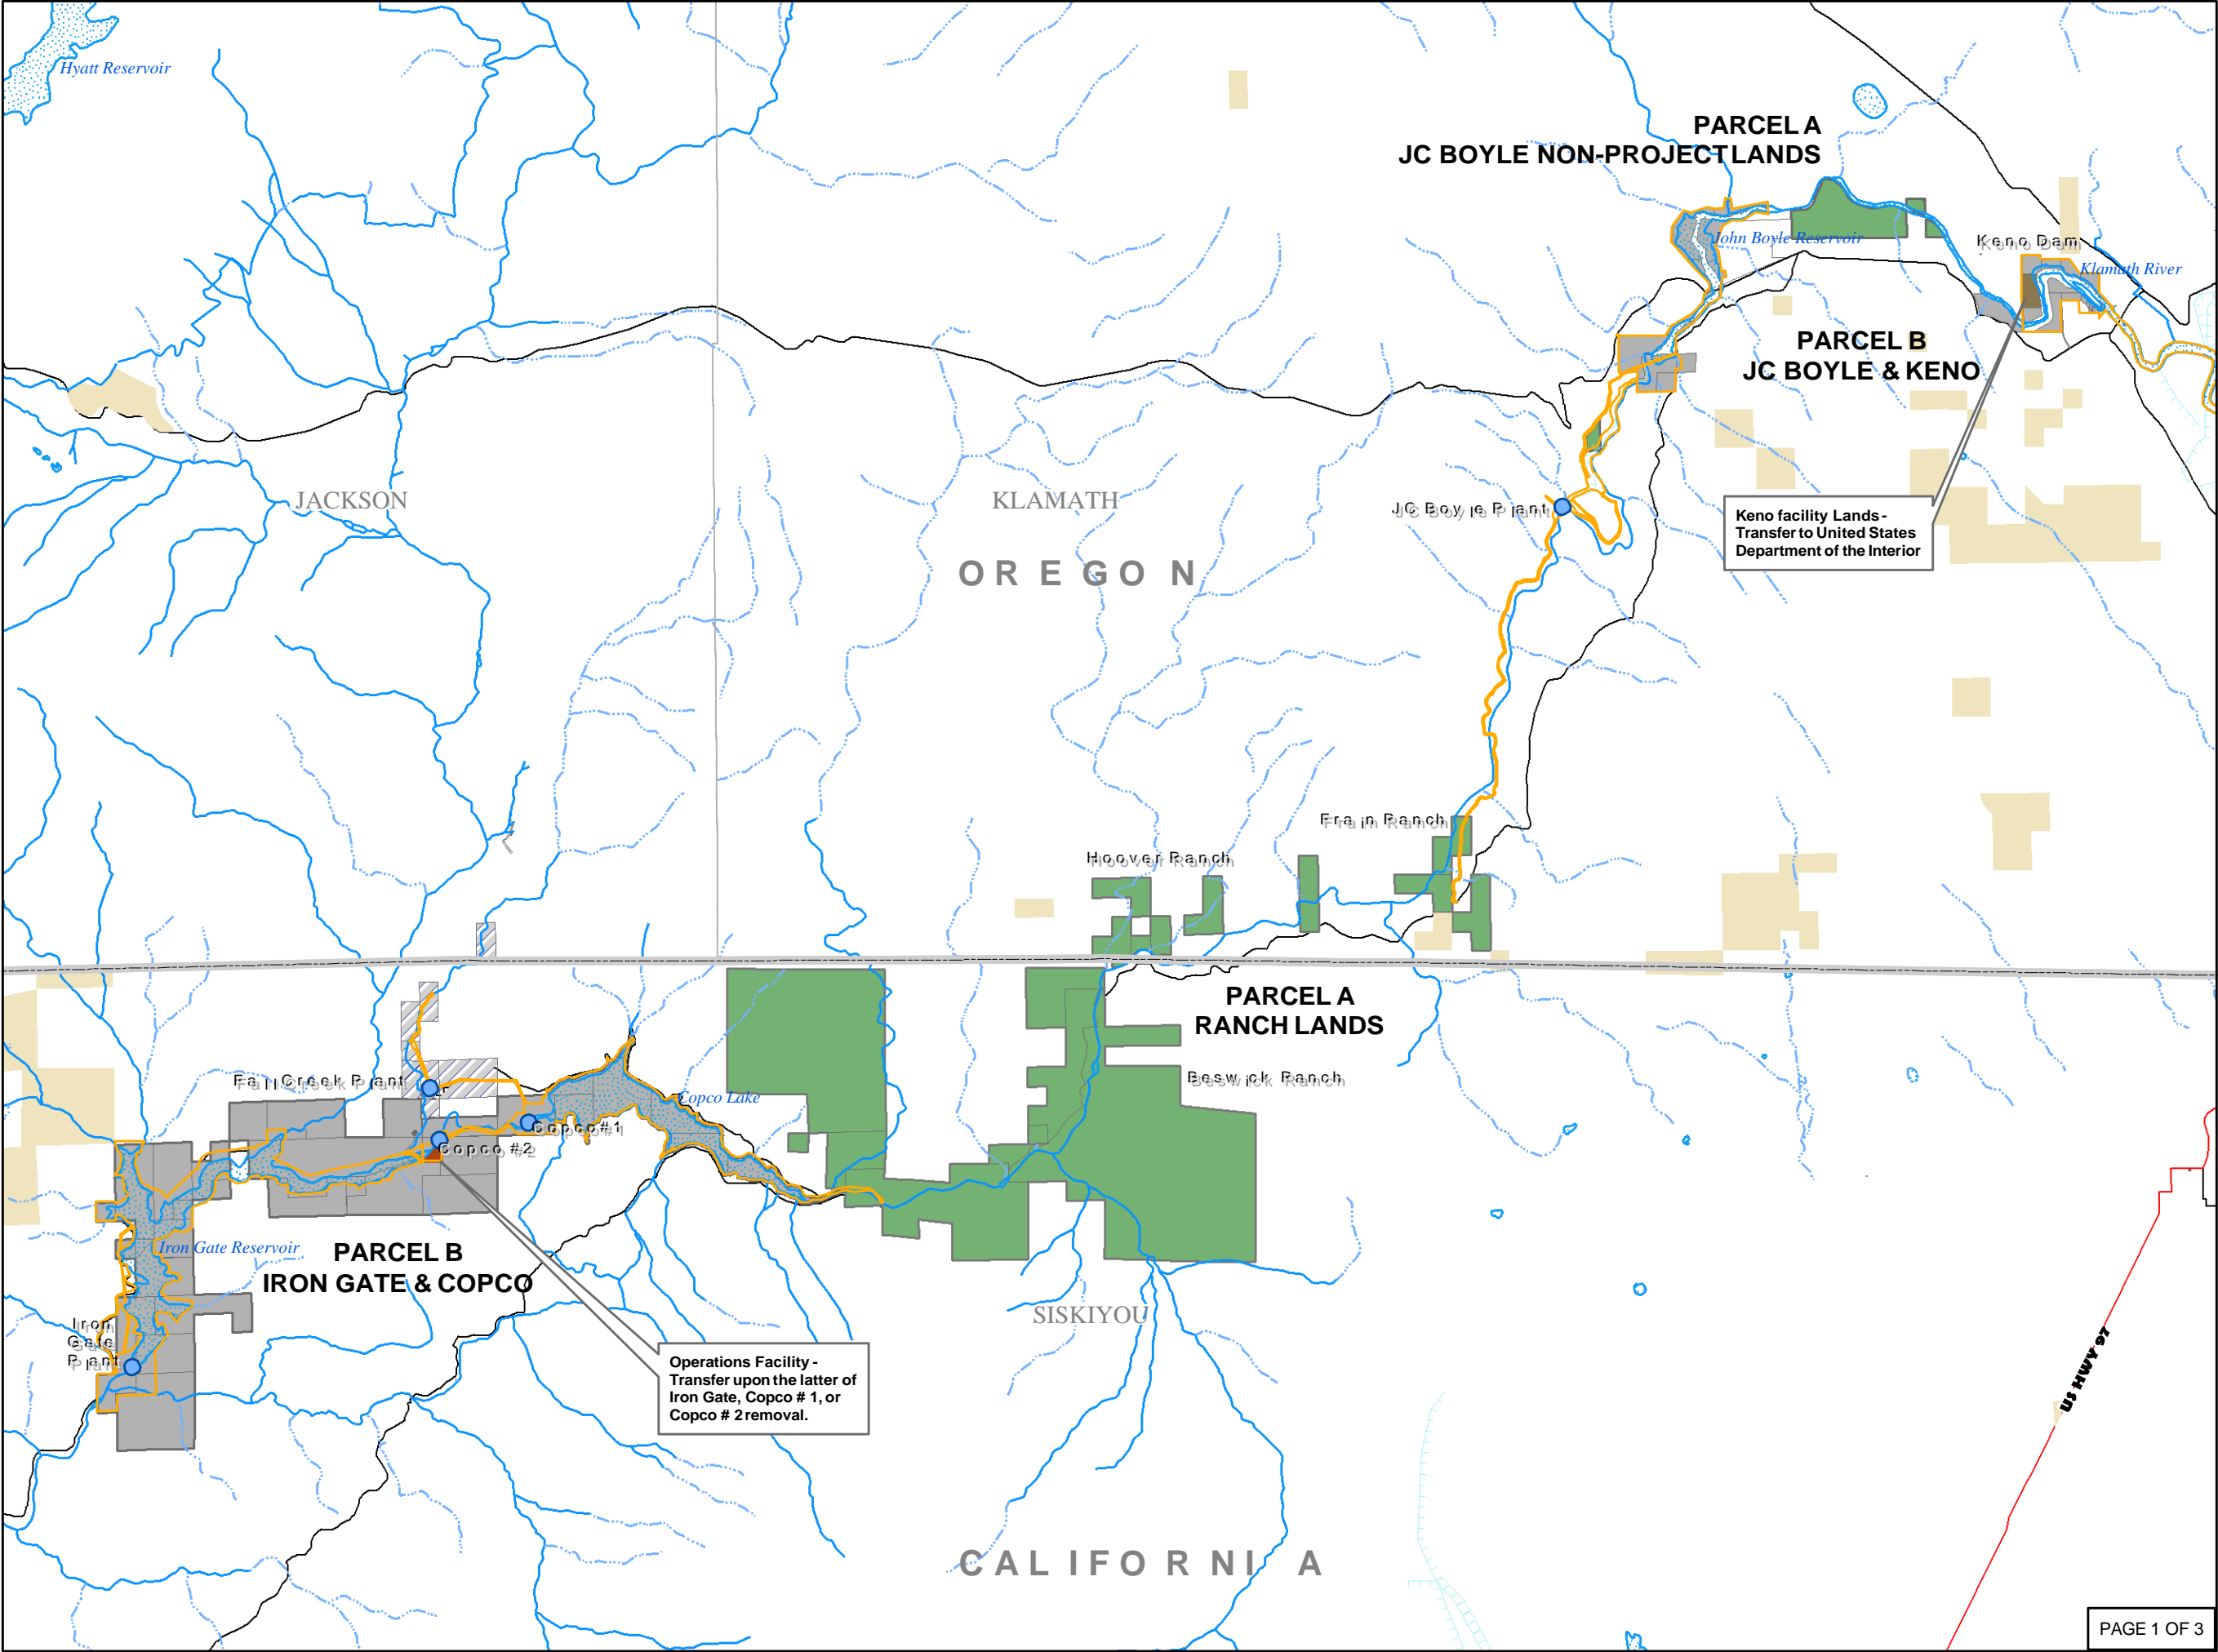 Hyatt Reservoir
PARCEL A
JC BOYLE NON-PROJECT LANDS
John Boyle Reservoir
Keno Dam
Klamath River
PARCEL B
JC BOYLE & KENO
JACKSON
KLAMATH
JC Boyle Plant
Keno facility Lands -
Transfer to United States
Department of the Interior
OREGON
Frain Ranch
Hoover Ranch
PARCEL A
RANCH LANDS
Fall Creek Plant
Beswick Ranch
Copco Lake
Copco #1
Copco #2
Iron Gate Reservoir
PARCEL B
IRON GATE & COPCO
SISKIYOU
Iron
Gate
Plant
Operations Facility -
Transfer upon the latter of
Iron Gate, Copco # 1, or
Copco # 2 removal.
US HWY 97
CALIFORNIA
PAGE 1 OF 3